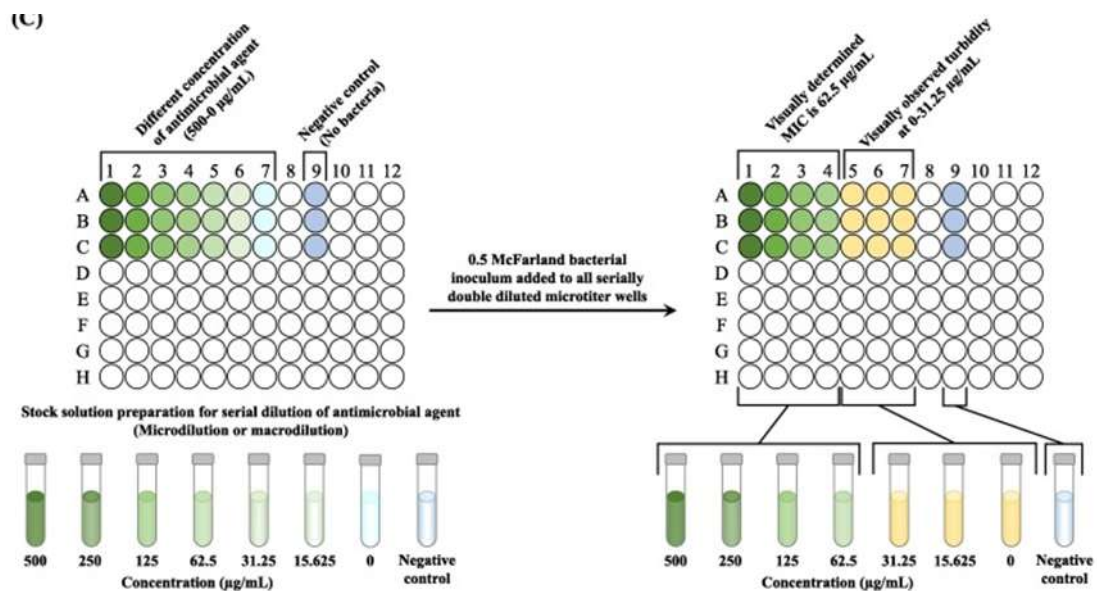 (C)
Different concentration
of antimicrobial agent
(500-0 µg/mL)
Negative control
(No bacteria)
1 2 3 4 5 6 7 8 9 10 11 12
A
B
C
D
E
F
G
H
0.5 McFarland bacterial
inoculum added to all serially
double diluted microtiter wells
Visually determined
MIC is 62.5 µg/mL
Visually observed turbidity
at 0-31.25 µg/mL
1 2 3 4 5 6 7 8 9 10 11 12
A
B
C
D
E
F
G
H
Stock solution preparation for serial dilution of antimicrobial agent
(Microdilution or macrodilution)
500 250 125 62.5 31.25 15.625 0 Negative
control
Concentration (µg/mL)
500 250 125 62.5 31.25 15.625 0 Negative
control
Concentration (µg/mL)